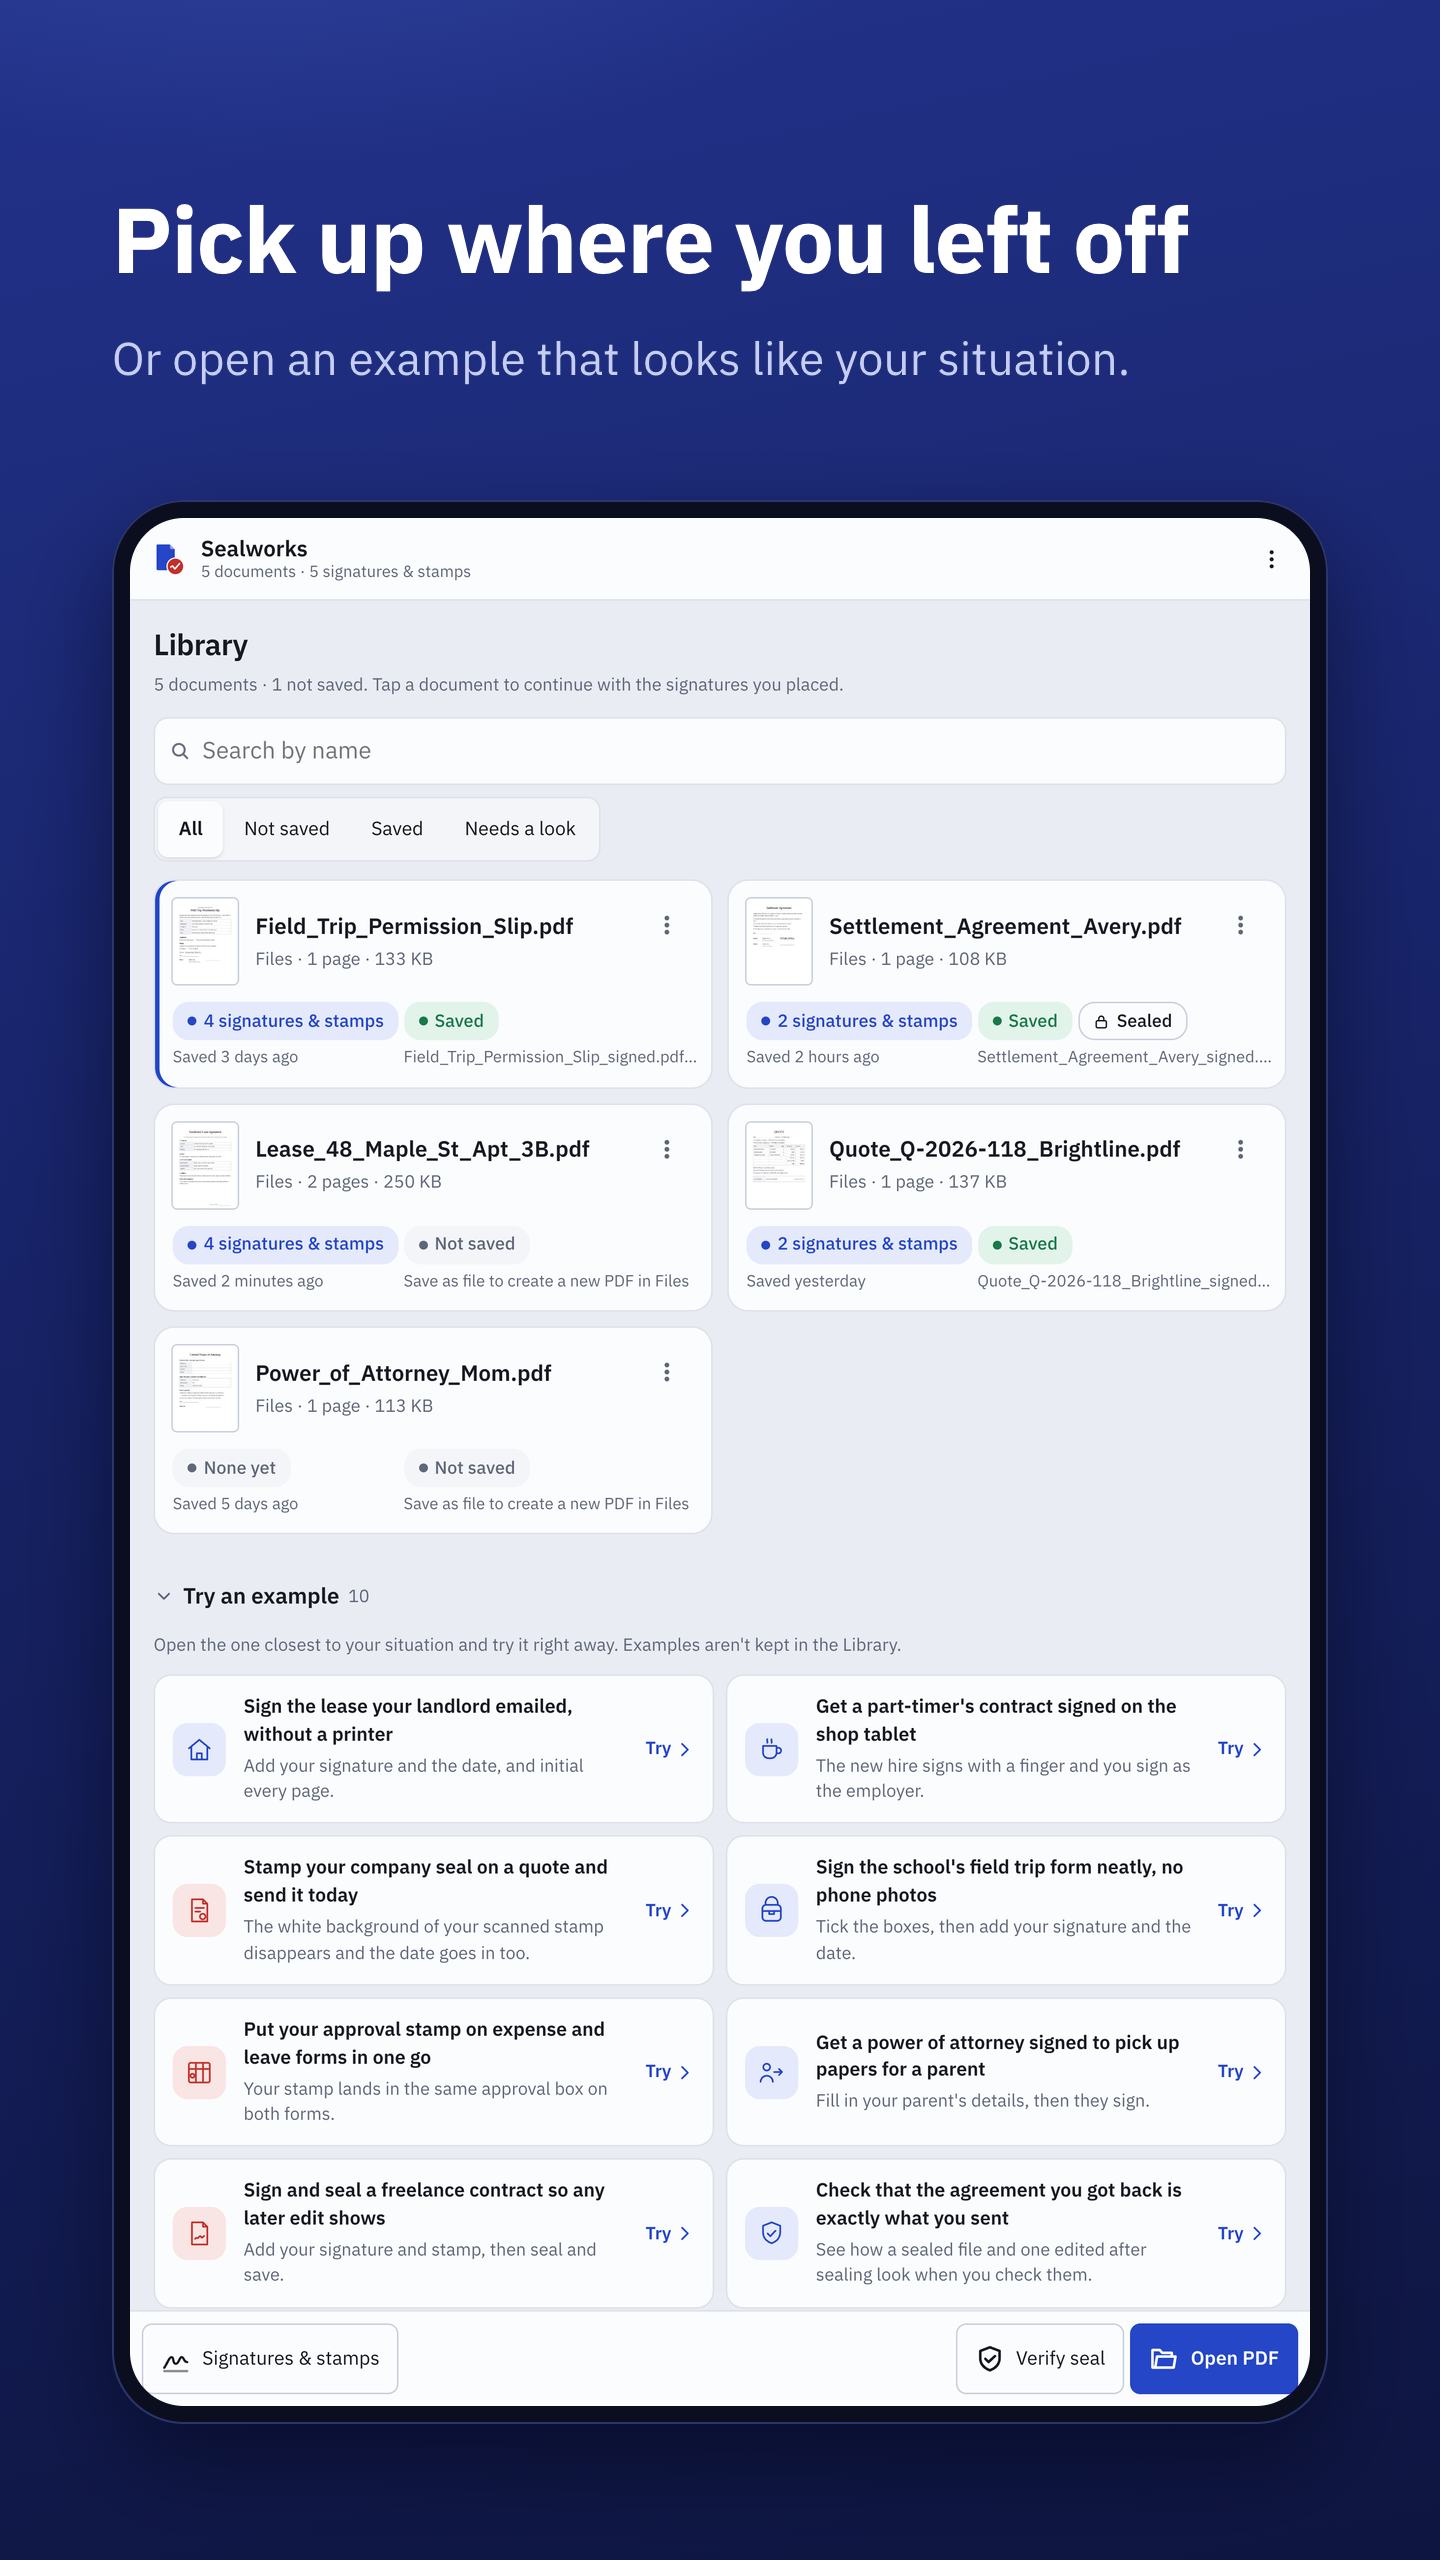 Pick up where you left off
Or open an example that looks like your situation.
Sealworks
5 documents · 5 signatures & stamps
Library
5 documents · 1 not saved. Tap a document to continue with the signatures you placed.
Search by name
All Not saved Saved Needs a look
Field_Trip_Permission_Slip.pdf
Files · 1 page · 133 KB
4 signatures & stamps Saved
Saved 3 days ago Field_Trip_Permission_Slip_signed.pdf...
Settlement_Agreement_Avery.pdf
Files · 1 page · 108 KB
2 signatures & stamps Saved Sealed
Saved 2 hours ago Settlement_Agreement_Avery_signed....
Lease_48_Maple_St_Apt_3B.pdf
Files · 2 pages · 250 KB
4 signatures & stamps Not saved
Saved 2 minutes ago Save as file to create a new PDF in Files
Quote_Q-2026-118_Brightline.pdf
Files · 1 page · 137 KB
2 signatures & stamps Saved
Saved yesterday Quote_Q-2026-118_Brightline_signed...
Power_of_Attorney_Mom.pdf
Files · 1 page · 113 KB
None yet Not saved
Saved 5 days ago Save as file to create a new PDF in Files
Try an example 10
Open the one closest to your situation and try it right away. Examples aren't kept in the Library.
Sign the lease your landlord emailed,
without a printer
Add your signature and the date, and initial
every page.
Try
Get a part-timer's contract signed on the
shop tablet
The new hire signs with a finger and you sign as
the employer.
Try
Stamp your company seal on a quote and
send it today
The white background of your scanned stamp
disappears and the date goes in too.
Try
Sign the school's field trip form neatly, no
phone photos
Tick the boxes, then add your signature and the
date.
Try
Put your approval stamp on expense and
leave forms in one go
Your stamp lands in the same approval box on
both forms.
Try
Get a power of attorney signed to pick up
papers for a parent
Fill in your parent's details, then they sign.
Try
Sign and seal a freelance contract so any
later edit shows
Add your signature and stamp, then seal and
save.
Try
Check that the agreement you got back is
exactly what you sent
See how a sealed file and one edited after
sealing look when you check them.
Try
Signatures & stamps Verify seal Open PDF